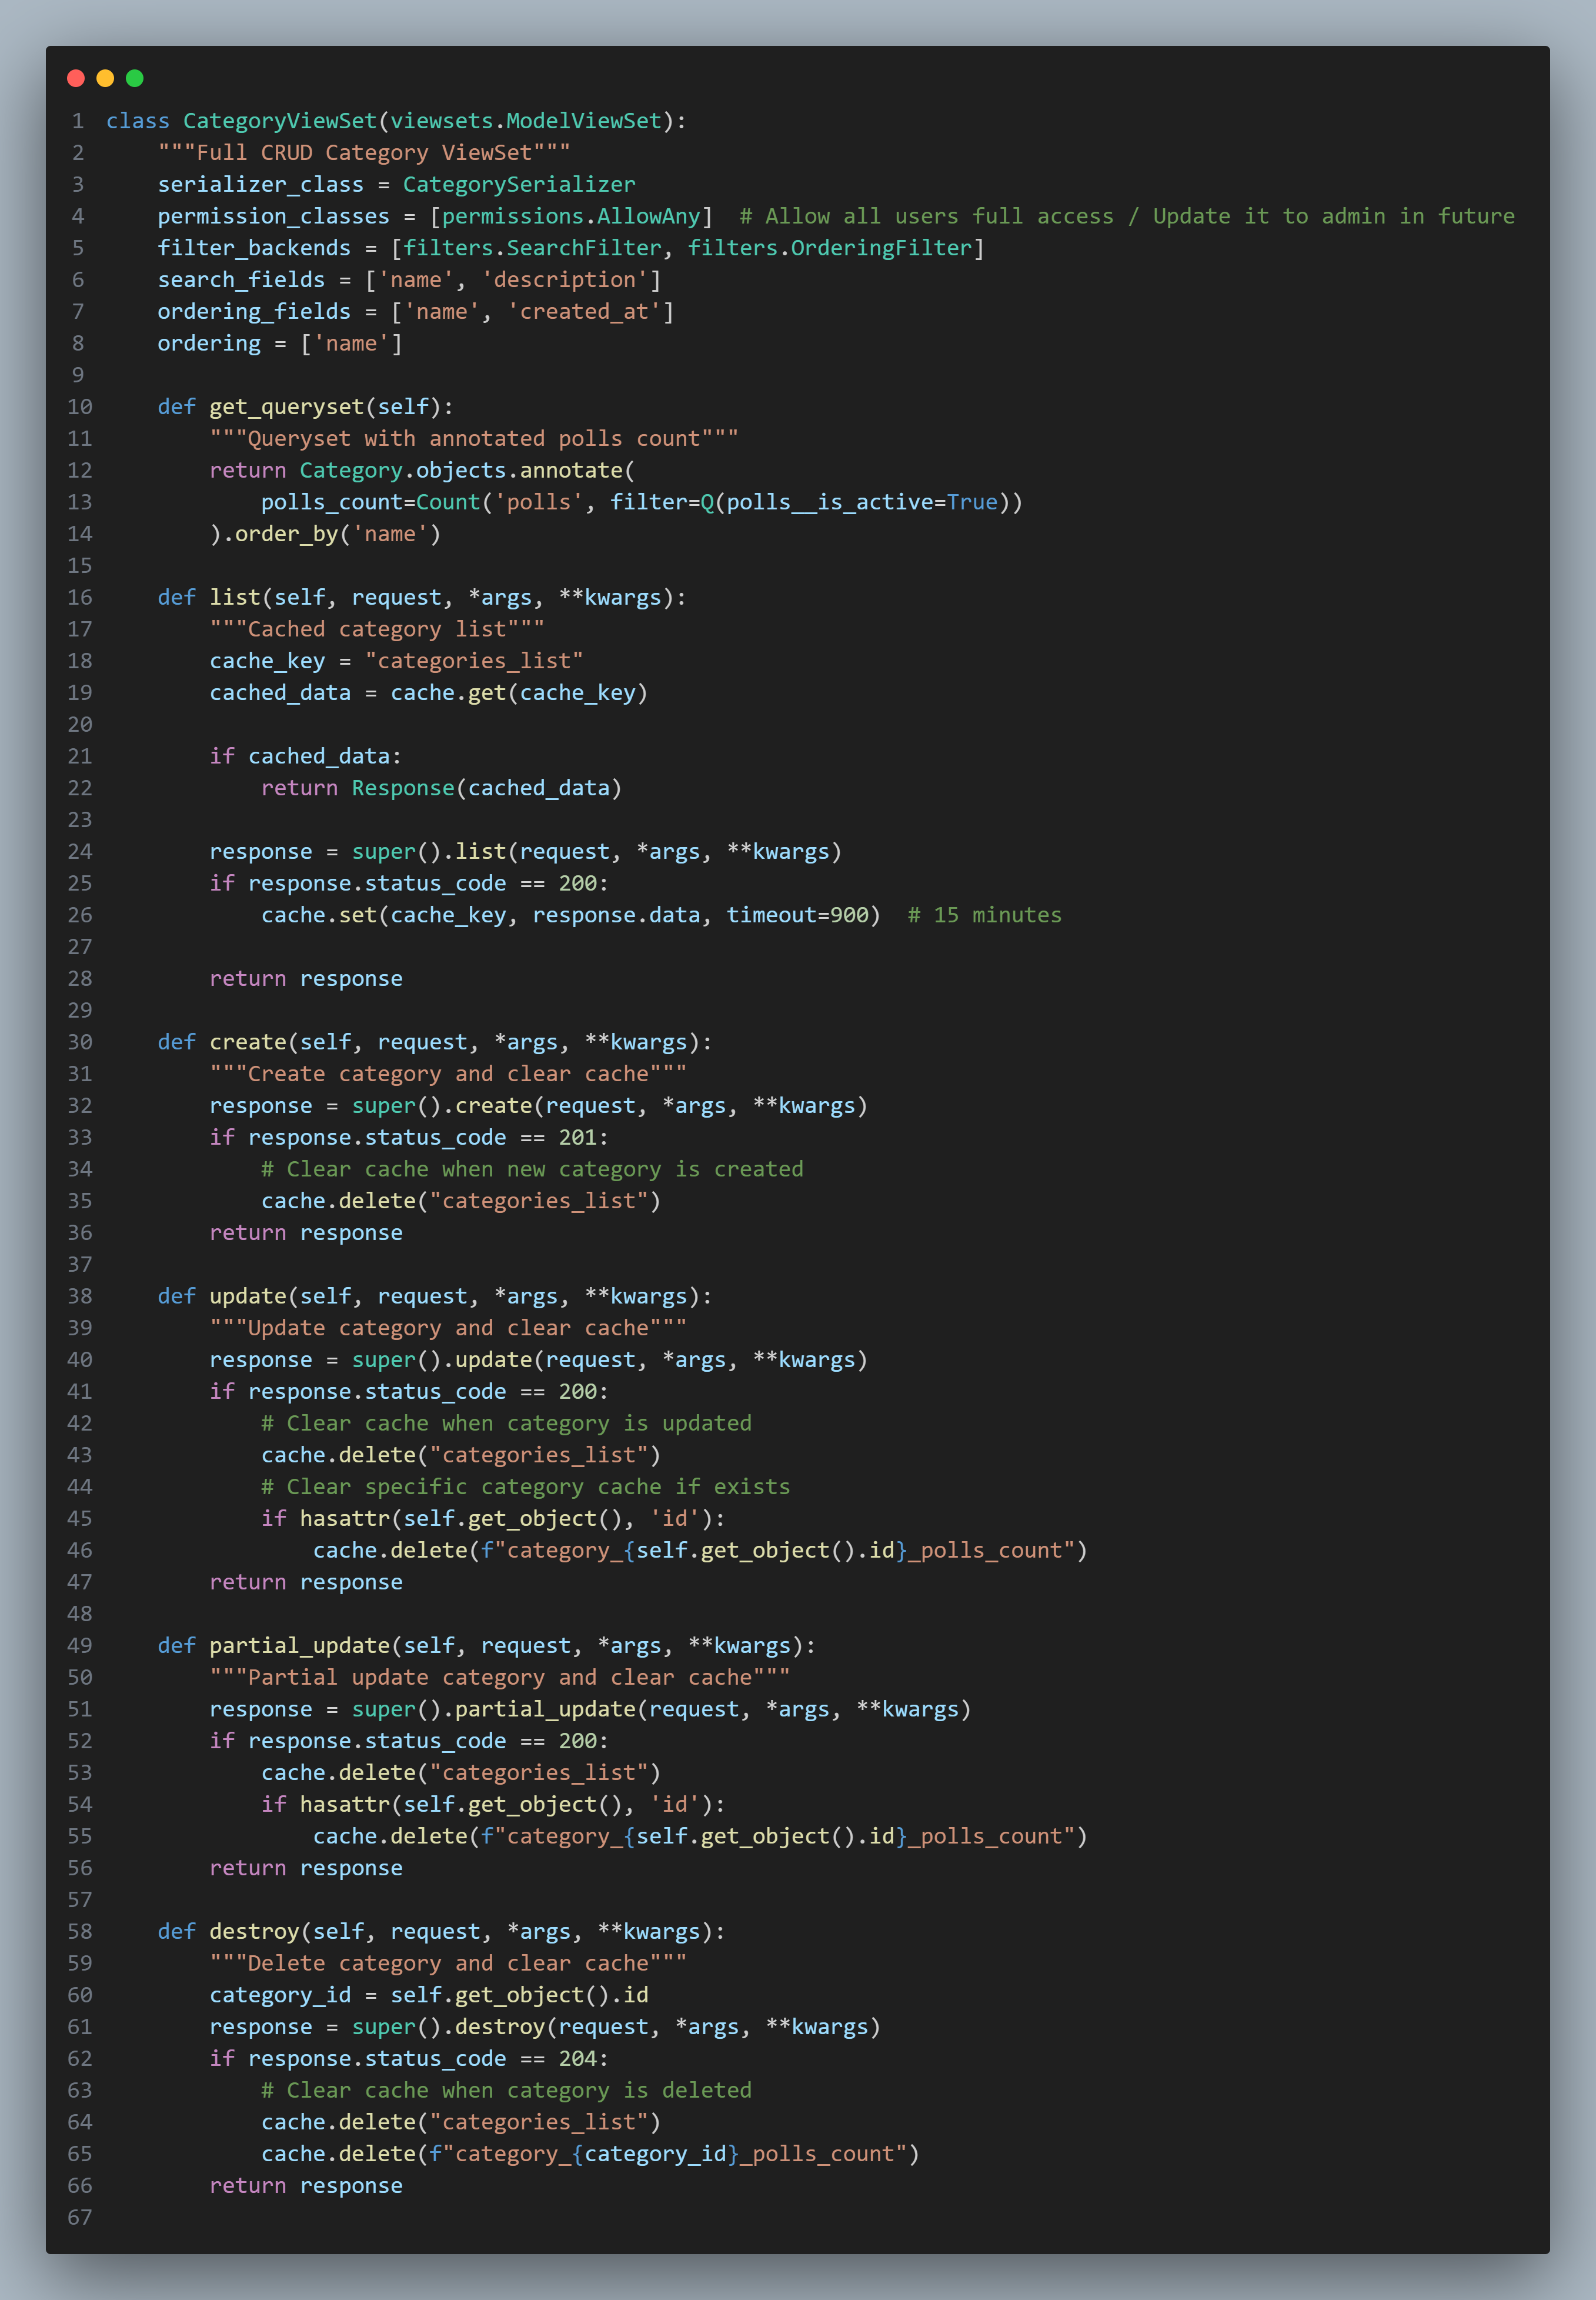 1 class CategoryViewSet(viewsets.ModelViewSet):
2     """Full CRUD Category ViewSet"""
3     serializer_class = CategorySerializer
4     permission_classes = [permissions.AllowAny]  # Allow all users full access / Update it to admin in future
5     filter_backends = [filters.SearchFilter, filters.OrderingFilter]
6     search_fields = ['name', 'description']
7     ordering_fields = ['name', 'created_at']
8     ordering = ['name']
9
10     def get_queryset(self):
11         """Queryset with annotated polls count"""
12         return Category.objects.annotate(
13             polls_count=Count('polls', filter=Q(polls__is_active=True))
14         ).order_by('name')
15
16     def list(self, request, *args, **kwargs):
17         """Cached category list"""
18         cache_key = "categories_list"
19         cached_data = cache.get(cache_key)
20
21         if cached_data:
22             return Response(cached_data)
23
24         response = super().list(request, *args, **kwargs)
25         if response.status_code == 200:
26             cache.set(cache_key, response.data, timeout=900)  # 15 minutes
27
28         return response
29
30     def create(self, request, *args, **kwargs):
31         """Create category and clear cache"""
32         response = super().create(request, *args, **kwargs)
33         if response.status_code == 201:
34             # Clear cache when new category is created
35             cache.delete("categories_list")
36         return response
37
38     def update(self, request, *args, **kwargs):
39         """Update category and clear cache"""
40         response = super().update(request, *args, **kwargs)
41         if response.status_code == 200:
42             # Clear cache when category is updated
43             cache.delete("categories_list")
44             # Clear specific category cache if exists
45             if hasattr(self.get_object(), 'id'):
46                 cache.delete(f"category_{self.get_object().id}_polls_count")
47         return response
48
49     def partial_update(self, request, *args, **kwargs):
50         """Partial update category and clear cache"""
51         response = super().partial_update(request, *args, **kwargs)
52         if response.status_code == 200:
53             cache.delete("categories_list")
54             if hasattr(self.get_object(), 'id'):
55                 cache.delete(f"category_{self.get_object().id}_polls_count")
56         return response
57
58     def destroy(self, request, *args, **kwargs):
59         """Delete category and clear cache"""
60         category_id = self.get_object().id
61         response = super().destroy(request, *args, **kwargs)
62         if response.status_code == 204:
63             # Clear cache when category is deleted
64             cache.delete("categories_list")
65             cache.delete(f"category_{category_id}_polls_count")
66         return response
67